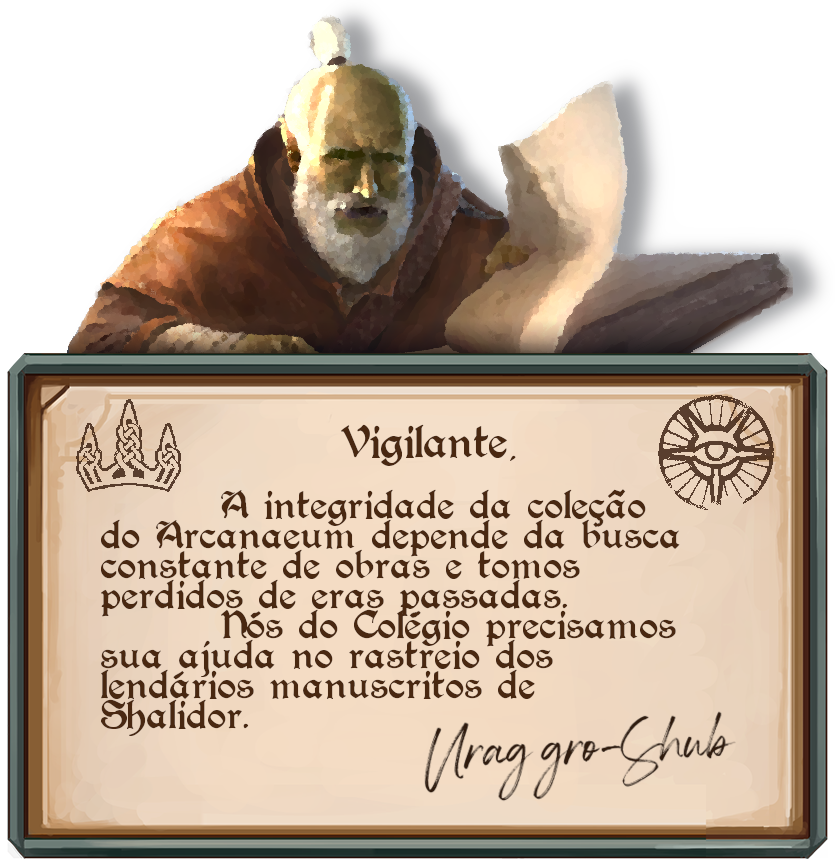 Vigilante,
A integridade da coleção
do Arcanaeum depende da busca
constante de obras e tomos
perdidos de eras passadas.
Nós do Colégio precisamos
sua ajuda no rastreio dos
lendários manuscritos de
Shalidor.
Urag gro-Shub